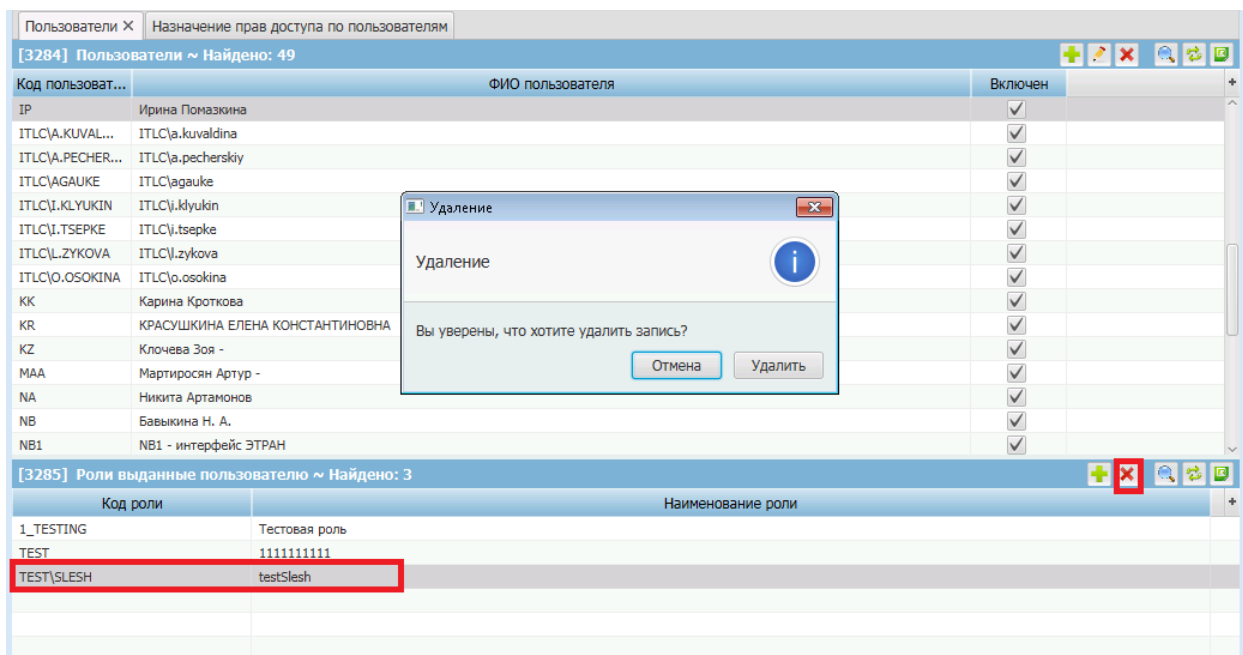 Пользователи ✕ Назначение прав доступа по пользователям
[3284] Пользователи ~ Найдено: 49
Код пользоват... ФИО пользователя Включен +
IP Ирина Помазкина
ITLC\A.KUVAL... ITLC\a.kuvaldina
ITLC\A.PECHER... ITLC\a.pecherskiy
ITLC\AGAUKE ITLC\agauke
ITLC\I.KLYUKIN ITLC\i.klyukin
ITLC\I.TSEPKE ITLC\i.tsepke
ITLC\L.ZYKOVA ITLC\l.zykova
ITLC\O.OSOKINA ITLC\o.osokina
KK Карина Кроткова
KR КРАСУШКИНА ЕЛЕНА КОНСТАНТИНОВНА
KZ Клочева Зоя -
MAA Мартиросян Артур -
NA Никита Артамонов
NB Бавыкина Н. А.
NB1 NB1 - интерфейс ЭТРАН
Удаление
Удаление
Вы уверены, что хотите удалить запись?
Отмена Удалить
[3285] Роли выданные пользователю ~ Найдено: 3
Код роли Наименование роли +
1_TESTING Тестовая роль
TEST 1111111111
TEST\SLESH testSlesh